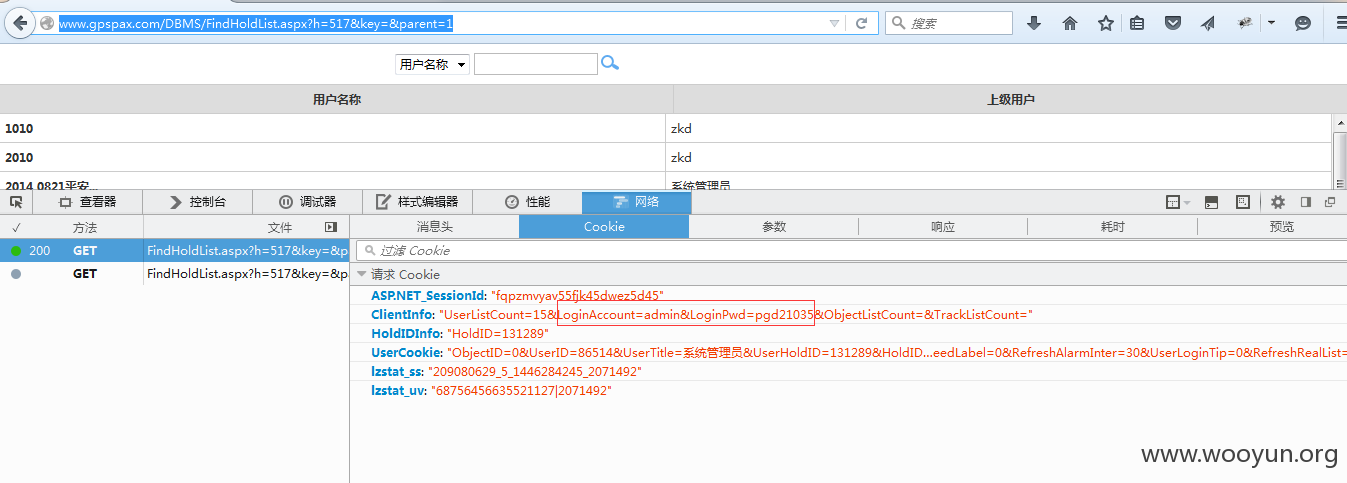 www.gpspax.com/DBMS/FindHoldList.aspx?h=517&key=&parent=1 搜索
用户名称
用户名称 上级用户
1010 zkd
2010 zkd
2014 0821平安... 系统管理员
查看器 控制台 调试器 样式编辑器 性能 网络
✓ 方法 文件 消息头 Cookie 参数 响应 耗时 预览
200 GET FindHoldList.aspx?h=517&key=&p 过滤 Cookie
GET FindHoldList.aspx?h=517&key=&pa 请求 Cookie
ASP.NET_SessionId: "fqpzmvyav55fjk45dwez5d45"
ClientInfo: "UserListCount=15&LoginAccount=admin&LoginPwd=pgd21035&ObjectListCount=&TrackListCount="
HoldIDInfo: "HoldID=131289"
UserCookie: "ObjectID=0&UserID=86514&UserTitle=系统管理员&UserHoldID=131289&HoldID…eedLabel=0&RefreshAlarmInter=30&UserLoginTip=0&RefreshRealList=
lzstat_ss: "209080629_5_1446284245_2071492"
lzstat_uv: "68756456635521127|2071492"
www.wooyun.org